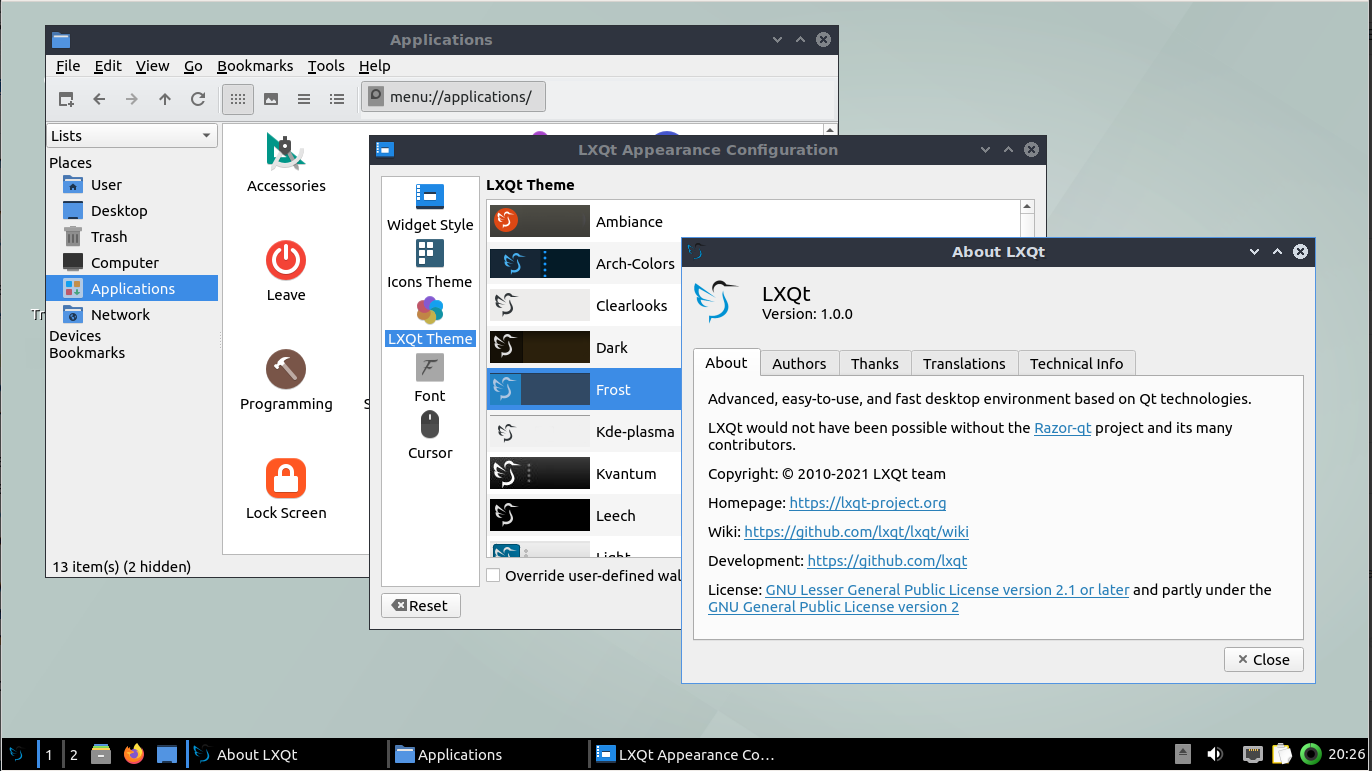 Applications
File Edit View Go Bookmarks Tools Help
menu://applications/
Lists
Places
User
Desktop
Trash
Computer
Applications
Network
Devices
Bookmarks
Accessories
Leave
Programming
Lock Screen
13 item(s) (2 hidden)
LXQt Appearance Configuration
Widget Style
Icons Theme
LXQt Theme
Font
Cursor
LXQt Theme
Ambiance
Arch-Colors
Clearlooks
Dark
Frost
Kde-plasma
Kvantum
Leech
Light
Override user-defined
Reset
About LXQt
LXQt
Version: 1.0.0
About Authors Thanks Translations Technical Info
Advanced, easy-to-use, and fast desktop environment based on Qt technologies.
LXQt would not have been possible without the Razor-qt project and its many
contributors.
Copyright: © 2010-2021 LXQt team
Homepage: https://lxqt-project.org
Wiki: https://github.com/lxqt/lxqt/wiki
Development: https://github.com/lxqt
License: GNU Lesser General Public License version 2.1 or later and partly under the
GNU General Public License version 2
Close
1 2 About LXQt Applications LXQt Appearance Co... 20:26